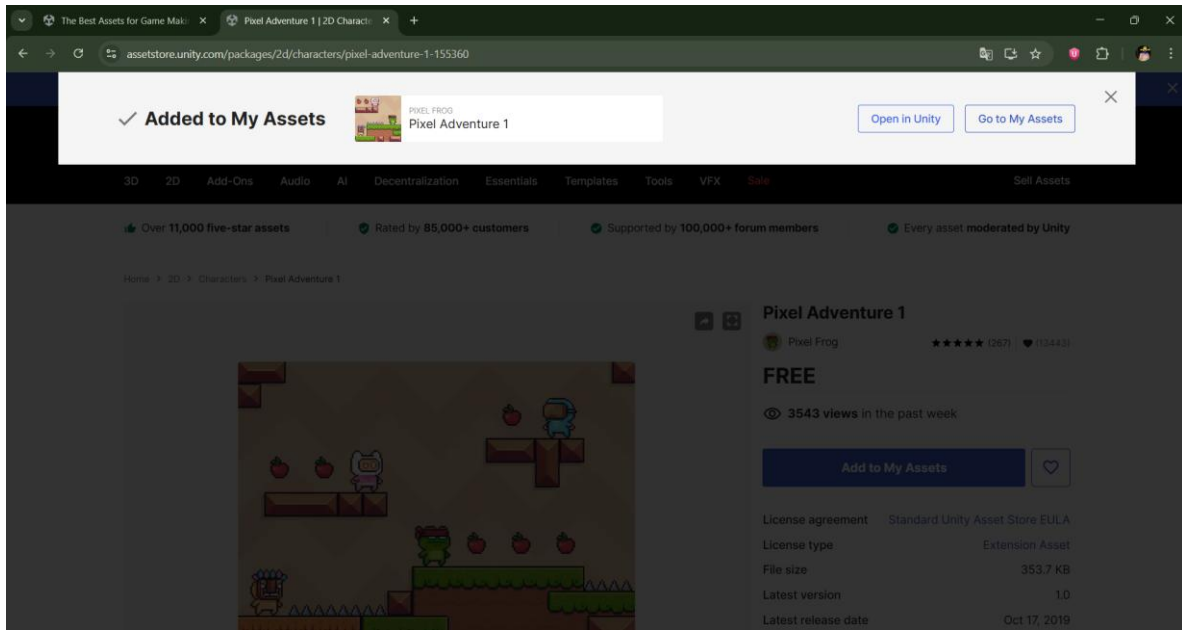 The Best Assets for Game Maki
Pixel Adventure 1 | 2D Characte
assetstore.unity.com/packages/2d/characters/pixel-adventure-1-155360
Added to My Assets
PIXEL FROG
Pixel Adventure 1
Open in Unity
Go to My Assets
3D 2D Add-Ons Audio AI Decentralization Essentials Templates Tools VFX Sale Sell Assets
Over 11,000 five-star assets Rated by 85,000+ customers Supported by 100,000+ forum members Every asset moderated by Unity
Home > 2D > Characters > Pixel Adventure 1
Pixel Adventure 1
Pixel Frog (267) (13443)
FREE
3543 views in the past week
Add to My Assets
License agreement Standard Unity Asset Store EULA
License type Extension Asset
File size 353.7 KB
Latest version 1.0
Latest release date Oct 17, 2019